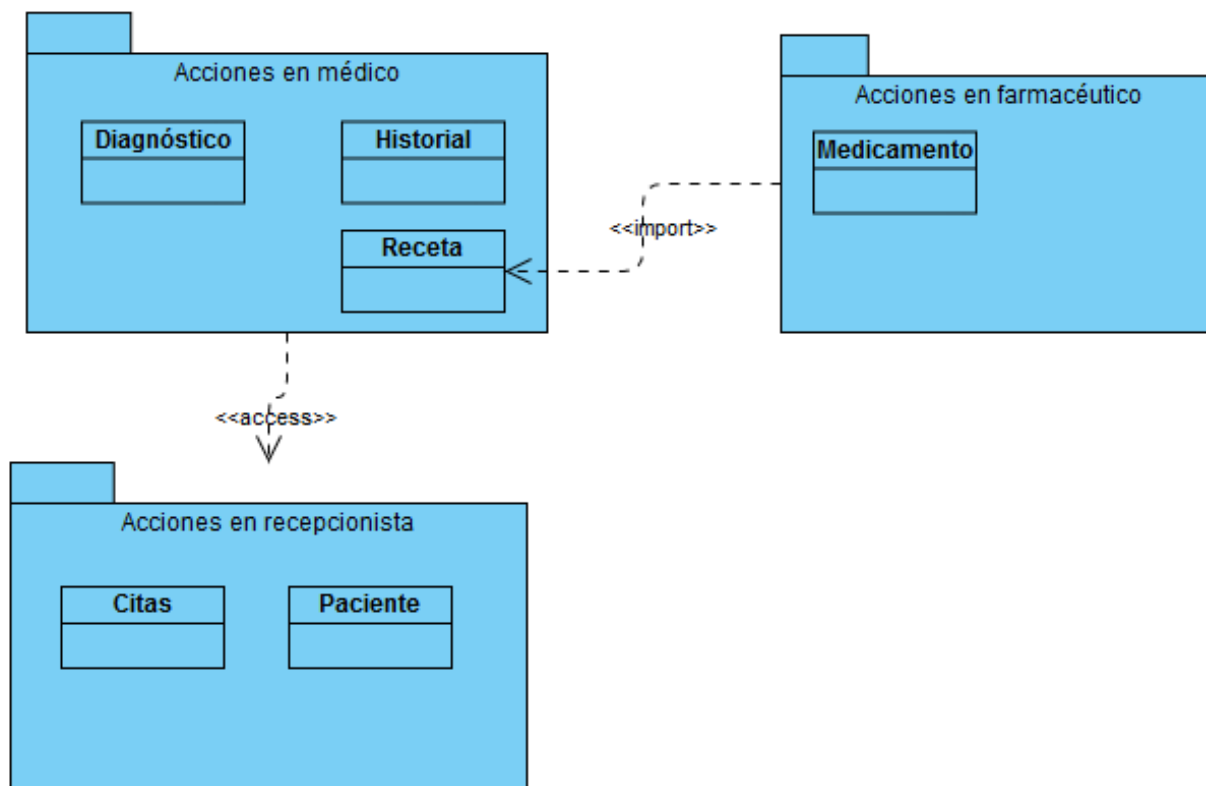 Acciones en médico
Diagnóstico
Historial
Receta
<<import>>
Acciones en farmacéutico
Medicamento
<<access>>
Acciones en recepcionista
Citas
Paciente